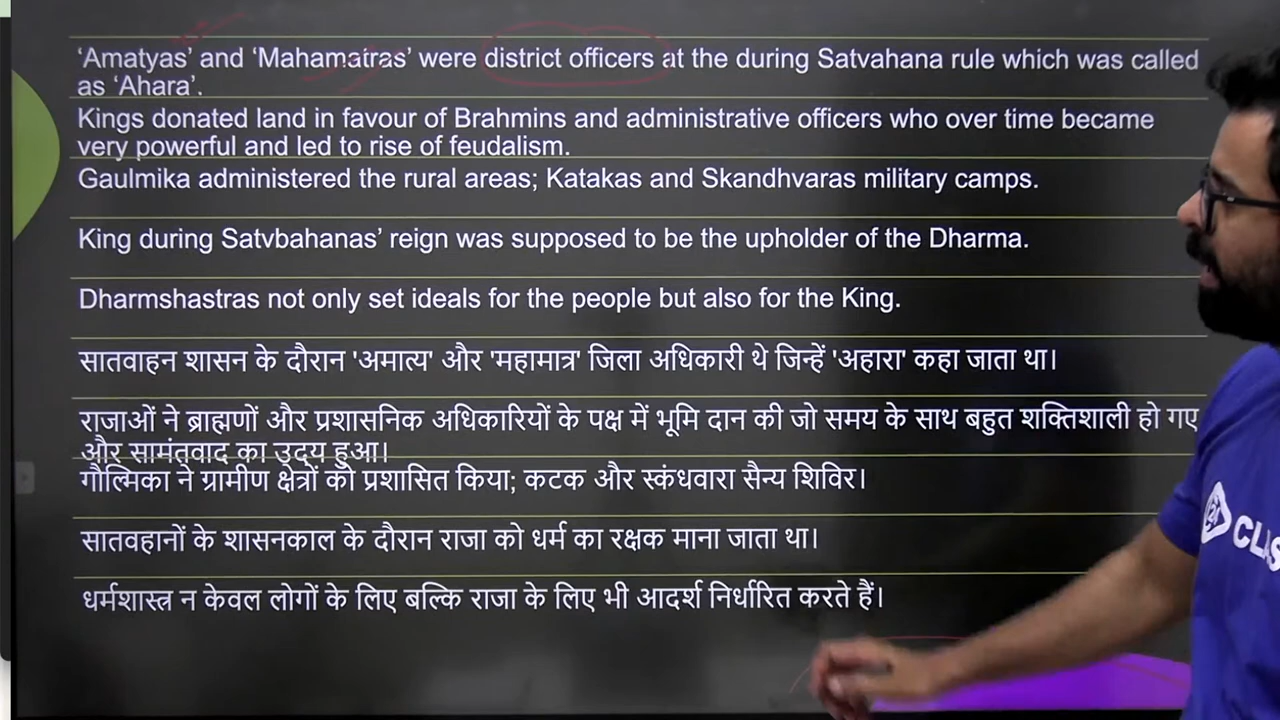 ‘Amatyas’ and ‘Mahamatras’ were district officers at the during Satvahana rule which was called
as ‘Ahara’.
Kings donated land in favour of Brahmins and administrative officers who over time became
very powerful and led to rise of feudalism.
Gaulmika administered the rural areas; Katakas and Skandhvaras military camps.
King during Satvbahanas’ reign was supposed to be the upholder of the Dharma.
Dharmshastras not only set ideals for the people but also for the King.
सातवाहन शासन के दौरान 'अमात्य' और 'महामात्र' जिला अधिकारी थे जिन्हें 'अहारा' कहा जाता था।
राजाओं ने ब्राह्मणों और प्रशासनिक अधिकारियों के पक्ष में भूमि दान की जो समय के साथ बहुत शक्तिशाली हो गए
और सामंतवाद का उदय हुआ।
गौल्मिका ने ग्रामीण क्षेत्रों को प्रशासित किया; कटक और स्कंधवारा सैन्य शिविर।
सातवहानों के शासनकाल के दौरान राजा को धर्म का रक्षक माना जाता था।
धर्मशास्त्र न केवल लोगों के लिए बल्कि राजा के लिए भी आदर्श निर्धारित करते हैं।